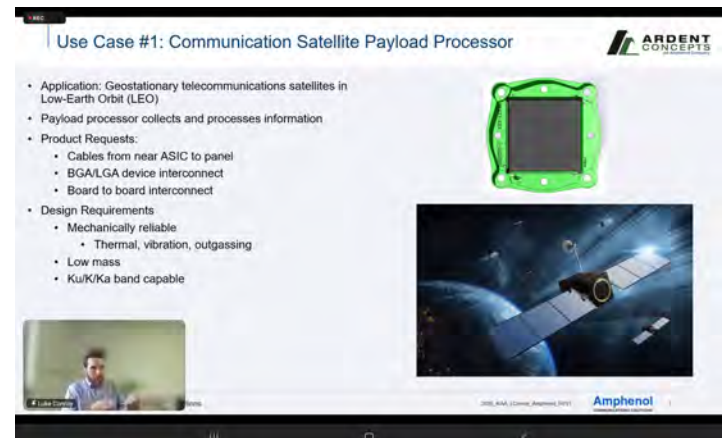 REC
Use Case #1: Communication Satellite Payload Processor
ARDENT
CONCEPTS
• Application: Geostationary telecommunications satellites in
Low-Earth Orbit (LEO)
• Payload processor collects and processes information
• Product Requests:
• Cables from near ASIC to panel
• BGA/LGA device interconnect
• Board to board interconnect
• Design Requirements
• Mechanically reliable
• Thermal, vibration, outgassing
• Low mass
• Ku/K/Ka band capable
Amphenol